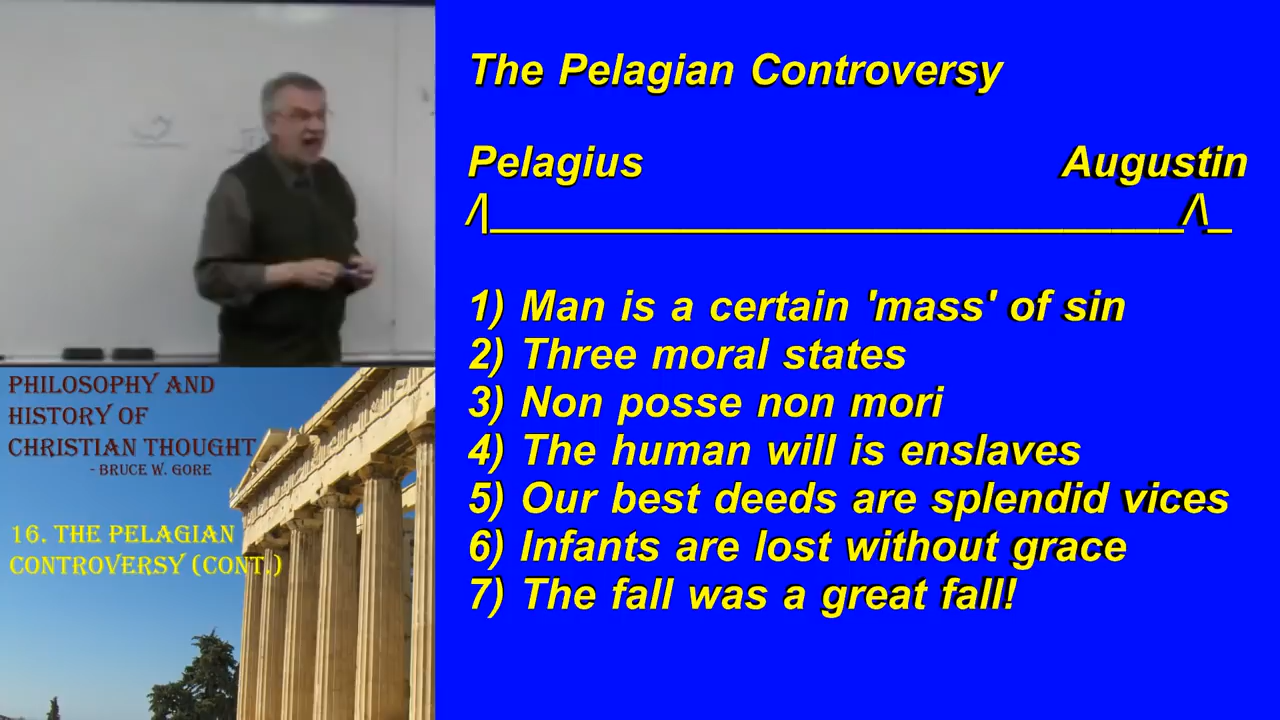 The Pelagian Controversy
Pelagius Augustin
/|_____________________________/\_
1) Man is a certain 'mass' of sin
2) Three moral states
3) Non posse non mori
4) The human will is enslaves
5) Our best deeds are splendid vices
6) Infants are lost without grace
7) The fall was a great fall!
PHILOSOPHY AND
HISTORY OF
CHRISTIAN THOUGHT
- BRUCE W. GORE
16. THE PELAGIAN
CONTROVERSY (CONT.)